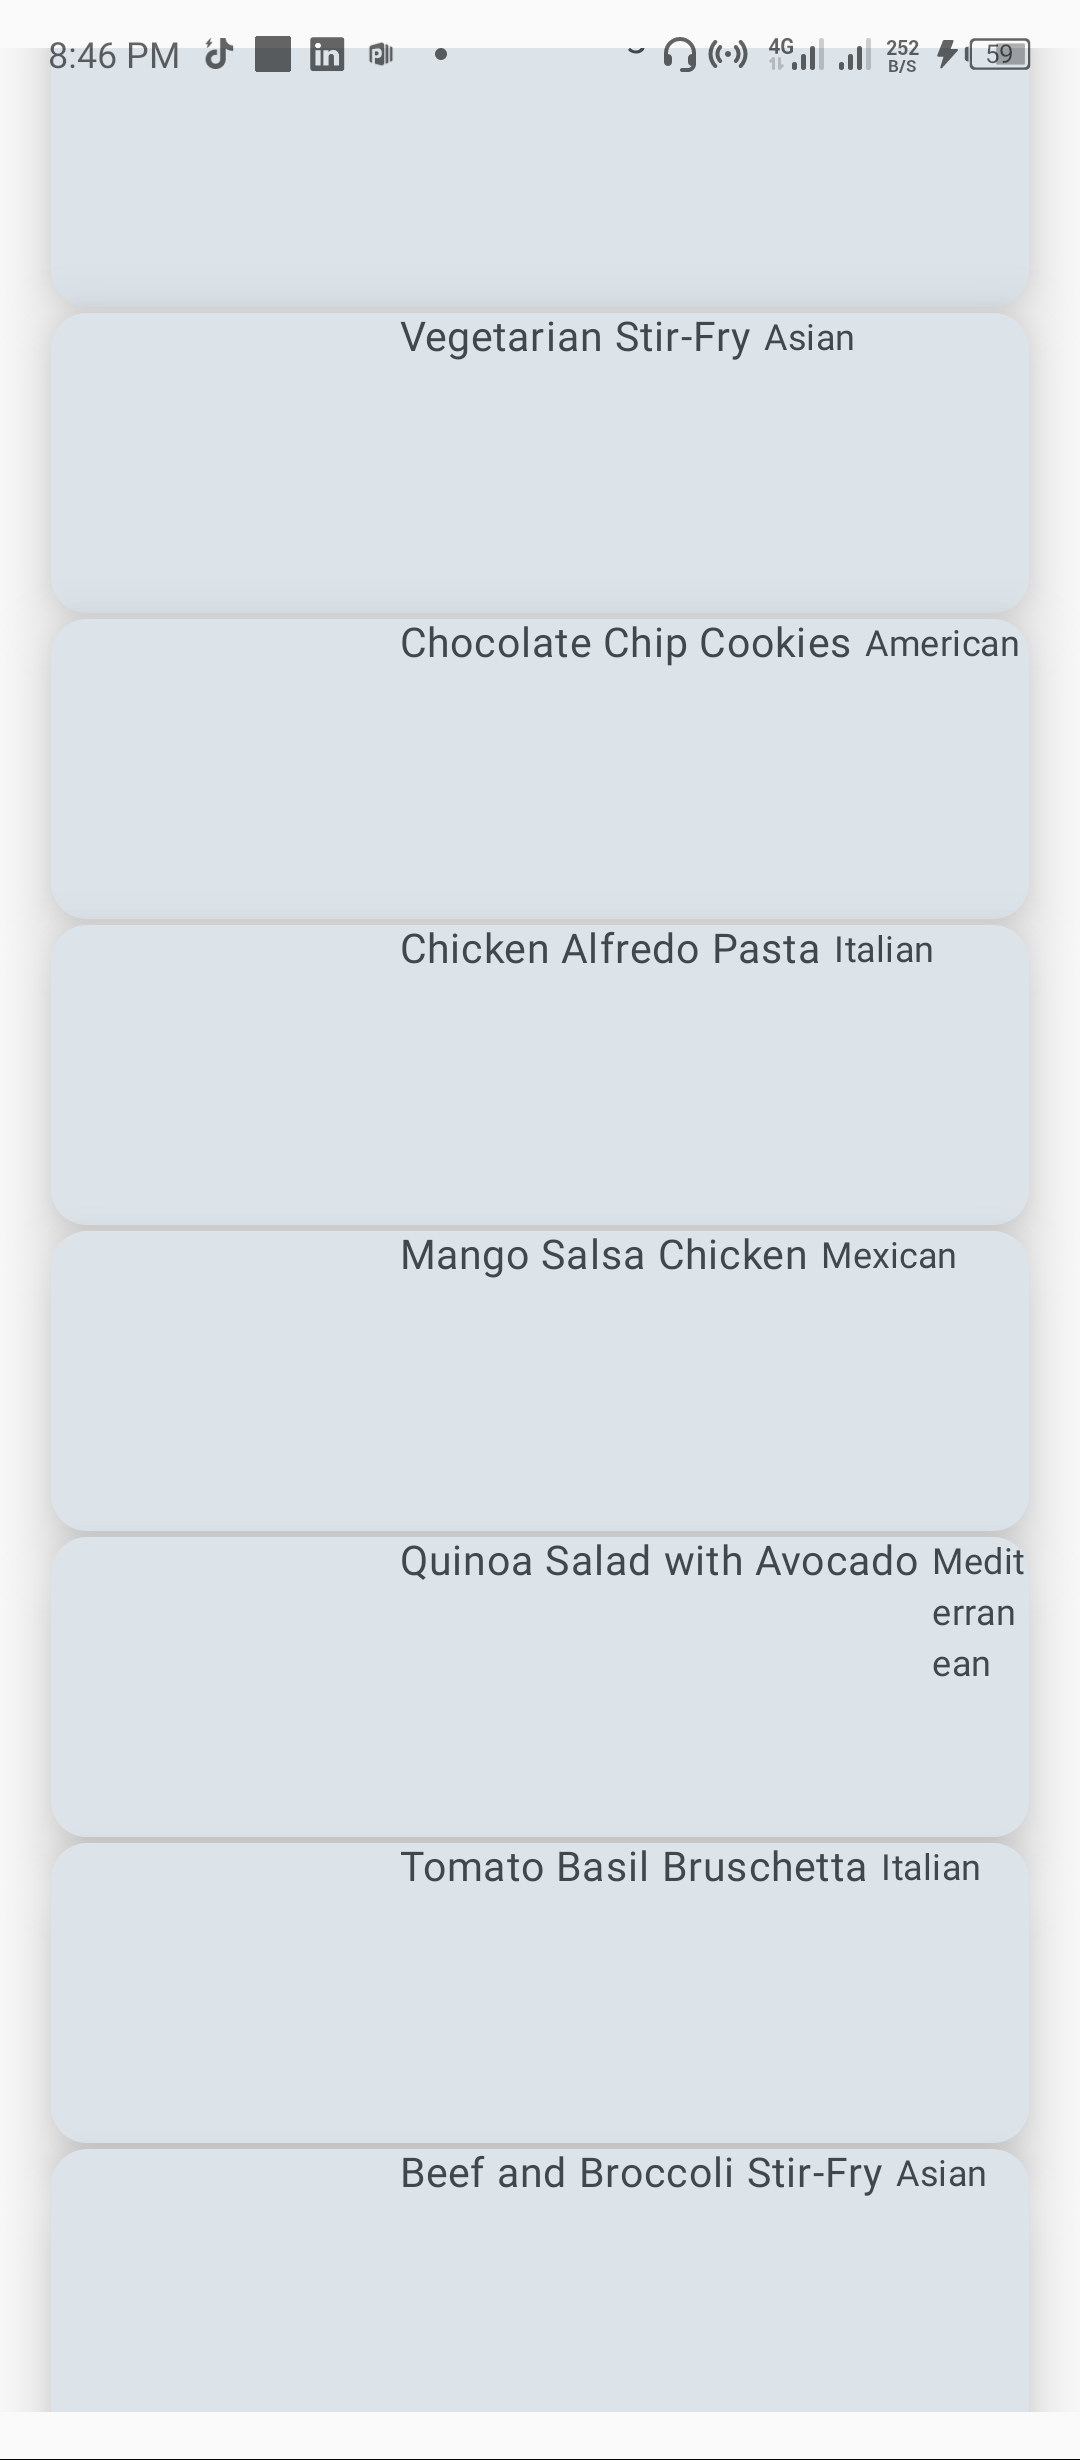 8:46 PM
4G
252
B/S
59
Vegetarian Stir-Fry Asian
Chocolate Chip Cookies American
Chicken Alfredo Pasta Italian
Mango Salsa Chicken Mexican
Quinoa Salad with Avocado Medit
erran
ean
Tomato Basil Bruschetta Italian
Beef and Broccoli Stir-Fry Asian